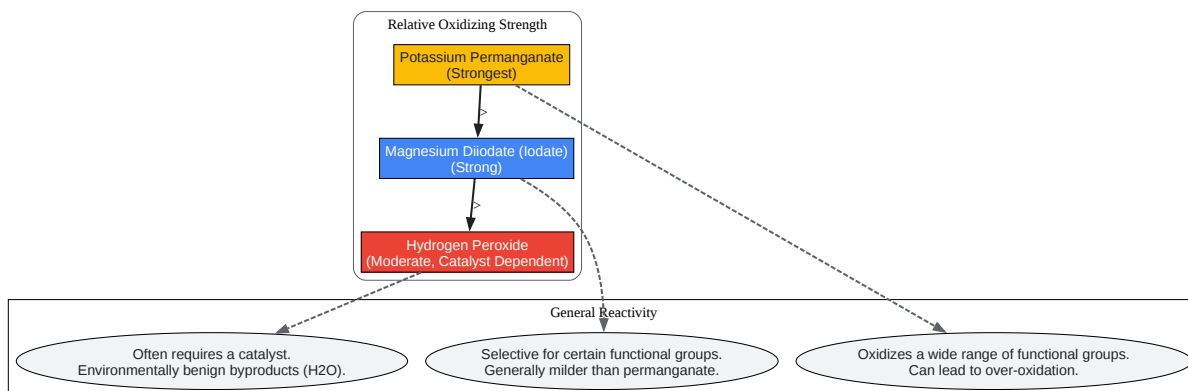 Relative Oxidizing Strength
Potassium Permanganate
(Strongest)
>
Magnesium Diiodate (Iodate)
(Strong)
>
Hydrogen Peroxide
(Moderate, Catalyst Dependent)
General Reactivity
Often requires a catalyst.
Environmentally benign byproducts (H2O).
Selective for certain functional groups.
Generally milder than permanganate.
Oxidizes a wide range of functional groups.
Can lead to over-oxidation.